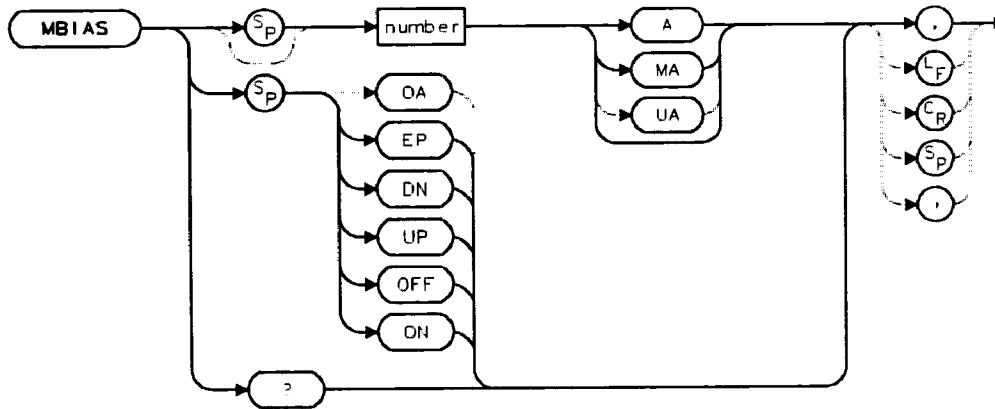 MBIAS
SP
number
A
MA
UA
SP
OA
EP
DN
UP
OFF
ON
?
;
LF
CR
SP
,